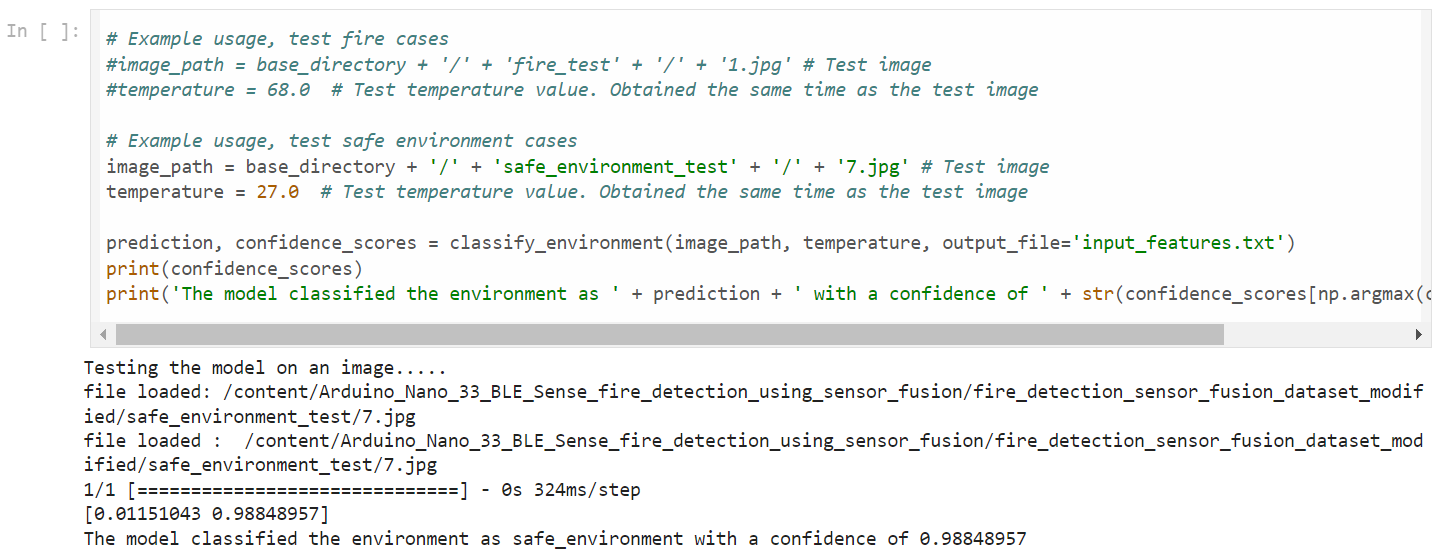 In [ ]:
# Example usage, test fire cases
#image_path = base_directory + '/' + 'fire_test' + '/' + '1.jpg' # Test image
#temperature = 68.0  # Test temperature value. Obtained the same time as the test image
# Example usage, test safe environment cases
image_path = base_directory + '/' + 'safe_environment_test' + '/' + '7.jpg' # Test image
temperature = 27.0  # Test temperature value. Obtained the same time as the test image
prediction, confidence_scores = classify_environment(image_path, temperature, output_file='input_features.txt')
print(confidence_scores)
print('The model classified the environment as ' + prediction + ' with a confidence of ' + str(confidence_scores[np.argmax(c
Testing the model on an image.....
file loaded: /content/Arduino_Nano_33_BLE_Sense_fire_detection_using_sensor_fusion/fire_detection_sensor_fusion_dataset_modif
ied/safe_environment_test/7.jpg
file loaded :  /content/Arduino_Nano_33_BLE_Sense_fire_detection_using_sensor_fusion/fire_detection_sensor_fusion_dataset_mod
ified/safe_environment_test/7.jpg
1/1 [==============================] - 0s 324ms/step
[0.01151043 0.98848957]
The model classified the environment as safe_environment with a confidence of 0.98848957